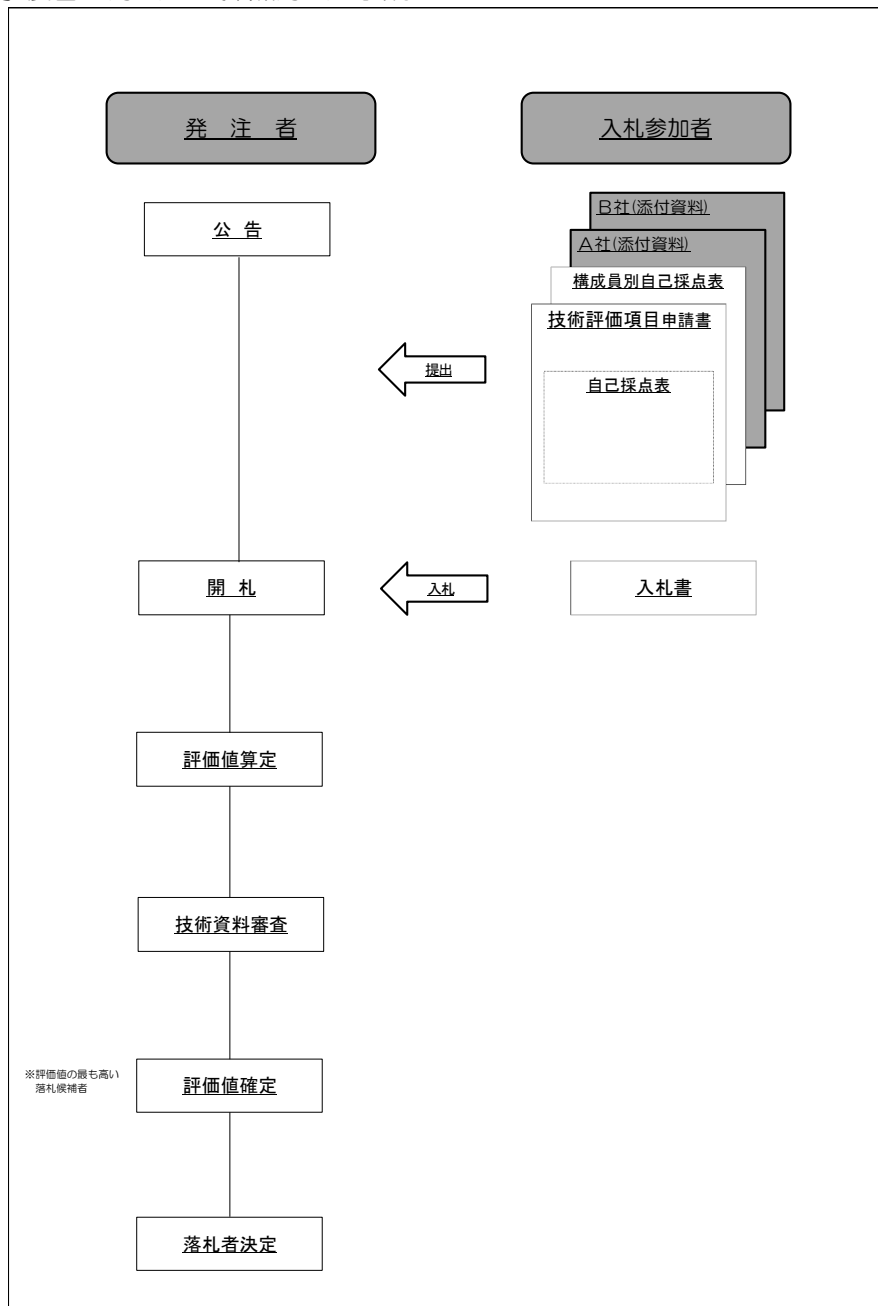 発 注 者
入札参加者
公 告
B社(添付資料)
A社(添付資料)
構成員別自己採点表
技術評価項目申請書
自己採点表
提出
開 札
入札
入札書
評価値算定
技術資料審査
※評価値の最も高い
落札候補者
評価値確定
落札者決定